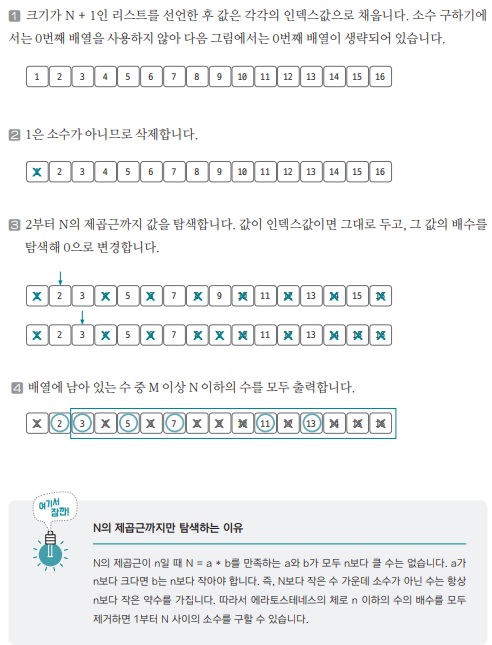 1 크기가 N + 1인 리스트를 선언한 후 값은 각각의 인덱스값으로 채웁니다. 소수 구하기에
서는 0번째 배열을 사용하지 않아 다음 그림에서는 0번째 배열이 생략되어 있습니다.
1 2 3 4 5 6 7 8 9 10 11 12 13 14 15 16
2 1은 소수가 아니므로 삭제합니다.
X 2 3 4 5 6 7 8 9 10 11 12 13 14 15 16
3 2부터 N의 제곱근까지 값을 탐색합니다. 값이 인덱스값이면 그대로 두고, 그 값의 배수를
탐색해 0으로 변경합니다.
X 2 3 X 5 X 7 X 9 X 11 X 13 X 15 X
X 2 3 X 5 X 7 X X X 11 X 13 X X X
4 배열에 남아 있는 수 중 M 이상 N 이하의 수를 모두 출력합니다.
X 2 3 X 5 X 7 X X X 11 X 13 X X X
여기서
잠깐!
N의 제곱근까지만 탐색하는 이유
N의 제곱근이 n일 때 N = a * b를 만족하는 a와 b가 모두 n보다 클 수는 없습니다. a가
n보다 크다면 b는 n보다 작아야 합니다. 즉, N보다 작은 수 가운데 소수가 아닌 수는 항상
n보다 작은 약수를 가집니다. 따라서 에라토스테네스의 체로 n 이하의 수의 배수를 모두
제거하면 1부터 N 사이의 소수를 구할 수 있습니다.